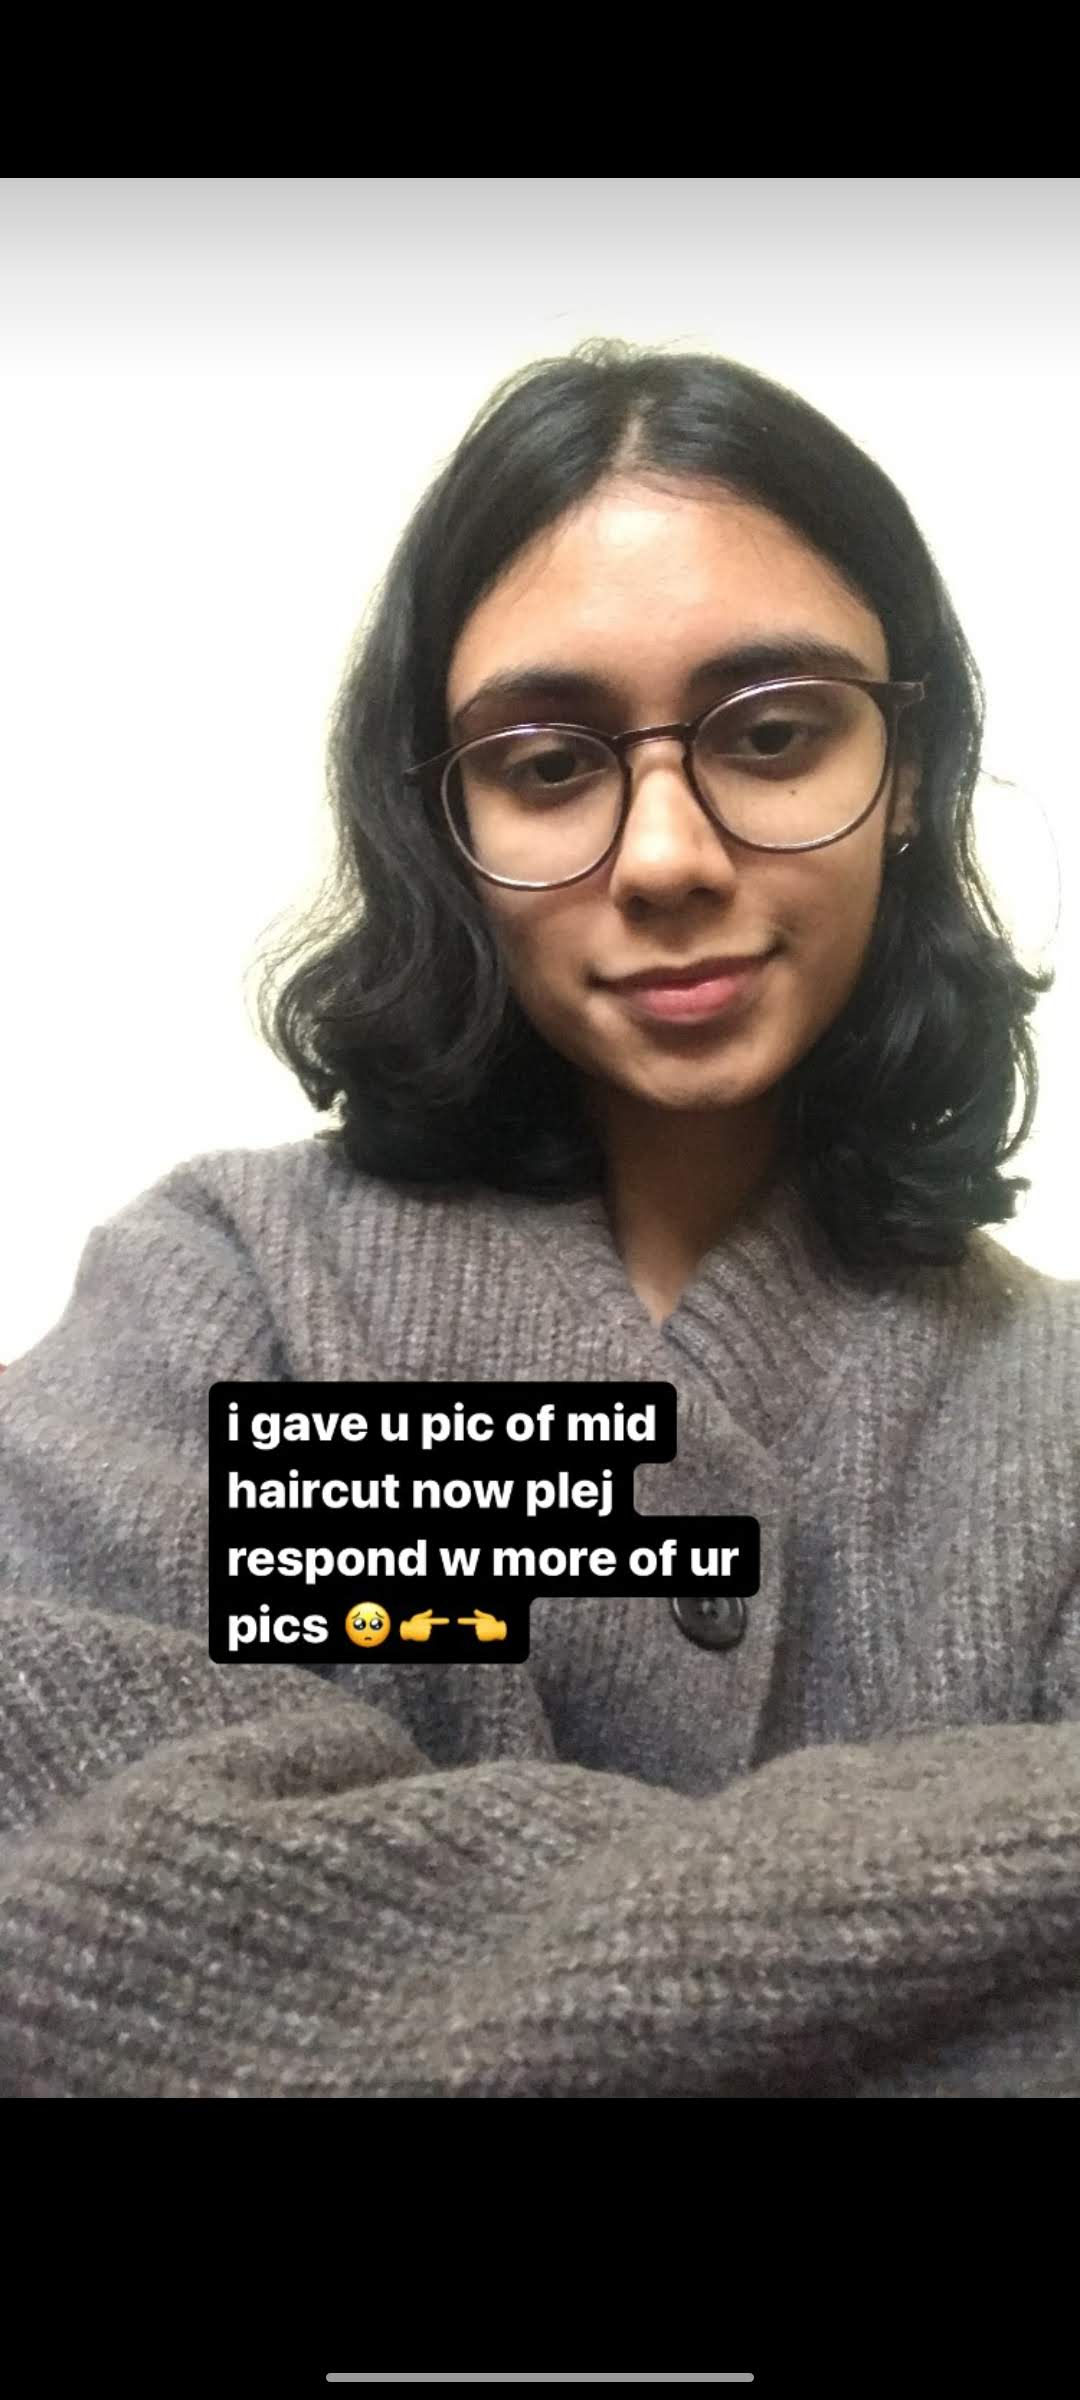 i gave u pic of mid
haircut now plej
respond w more of ur
pics 🥺👉👈